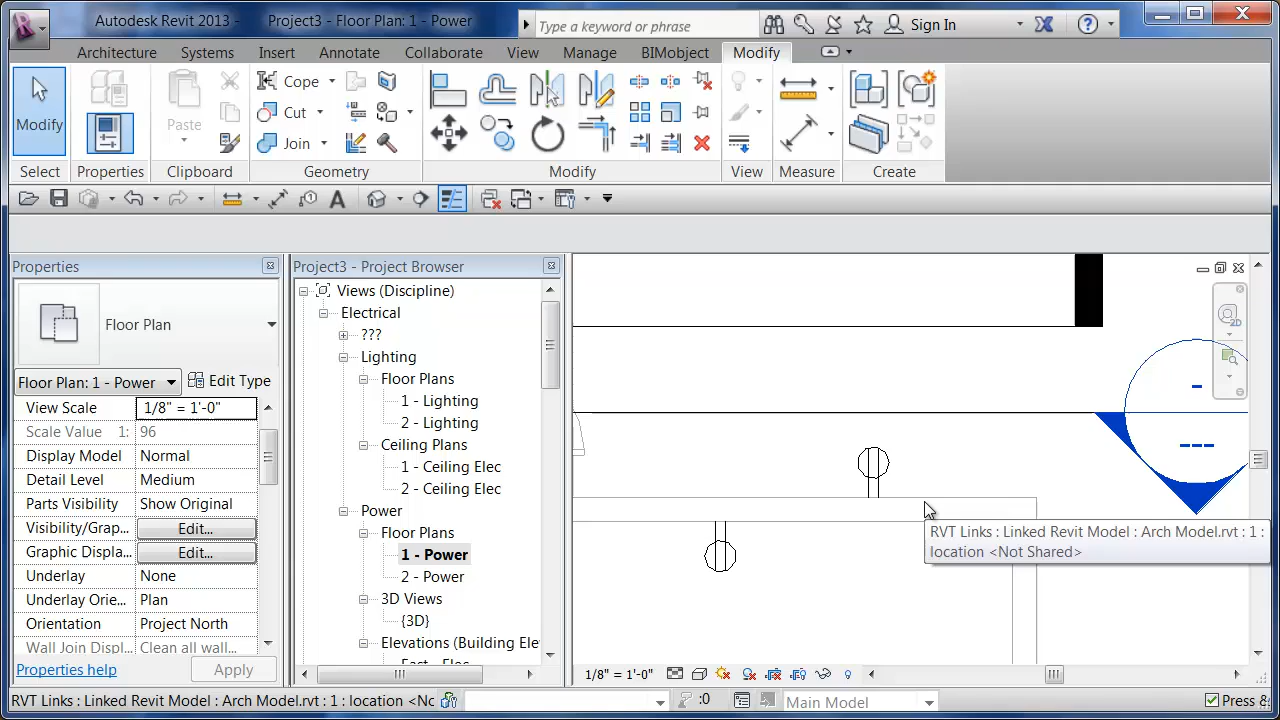 Autodesk Revit 2013 - Project3 - Floor Plan: 1 - Power
Type a keyword or phrase
Sign In
Architecture Systems Insert Annotate Collaborate View Manage BIMobject Modify
Modify
Paste
Cope
Cut
Join
Select Properties Clipboard Geometry Modify View Measure Create
A
Properties
Floor Plan
Floor Plan: 1 - Power Edit Type
View Scale 1/8" = 1'-0"
Scale Value 1: 96
Display Model Normal
Detail Level Medium
Parts Visibility Show Original
Visibility/Grap... Edit...
Graphic Displa... Edit...
Underlay None
Underlay Orie... Plan
Orientation Project North
Wall Join Displ... Clean all wall...
Properties help Apply
Project3 - Project Browser
Views (Discipline)
Electrical
???
Lighting
Floor Plans
1 - Lighting
2 - Lighting
Ceiling Plans
1 - Ceiling Elec
2 - Ceiling Elec
Power
Floor Plans
1 - Power
2 - Power
3D Views
{3D}
Elevations (Building Ele
East - Elec
2D
-
---
RVT Links : Linked Revit Model : Arch Model.rvt : 1 :
location <Not Shared>
1/8" = 1'-0"
RVT Links : Linked Revit Model : Arch Model.rvt : 1 : location <Nc
:0
Main Model
Press &